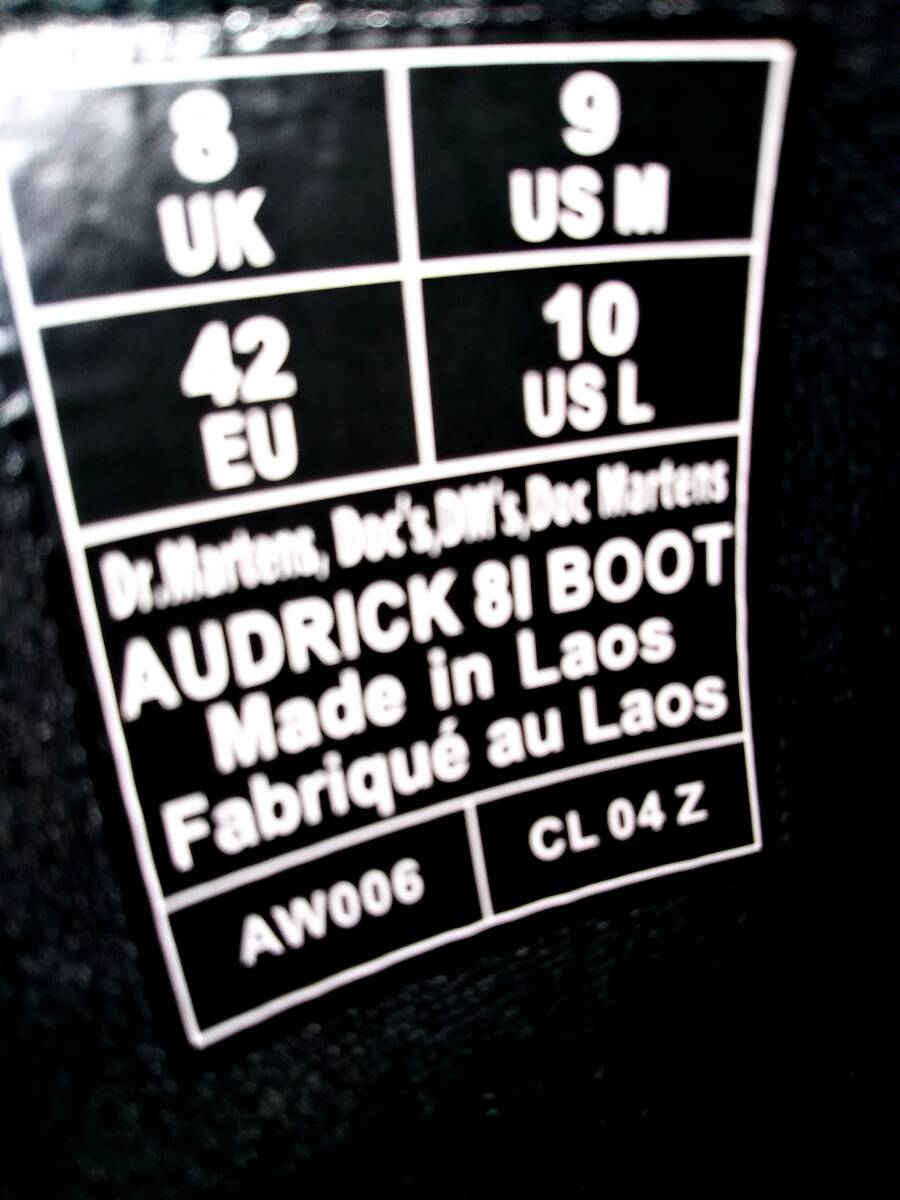 8 9
UK US M
42 10
EU US L
Dr.Martens, Doc's,DM's,Doc Martens
AUDRICK 8I BOOT
Made in Laos
Fabriqué au Laos
AW006 CL 04 Z